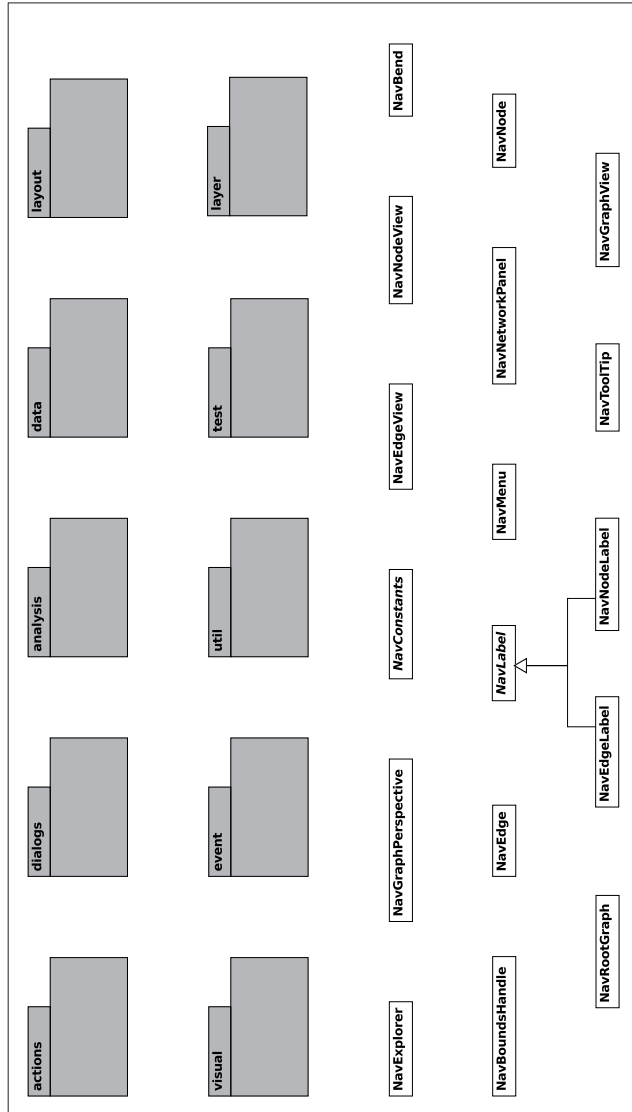 actions
dialogs
analysis
data
layout
visual
event
util
test
layer
NavExplorer
NavGraphPerspective
NavConstants
NavEdgeView
NavNodeView
NavBend
NavBoundsHandle
NavEdge
NavLabel
NavMenu
NavNetworkPanel
NavNode
NavRootGraph
NavEdgeLabel
NavNodeLabel
NavToolTip
NavGraphView